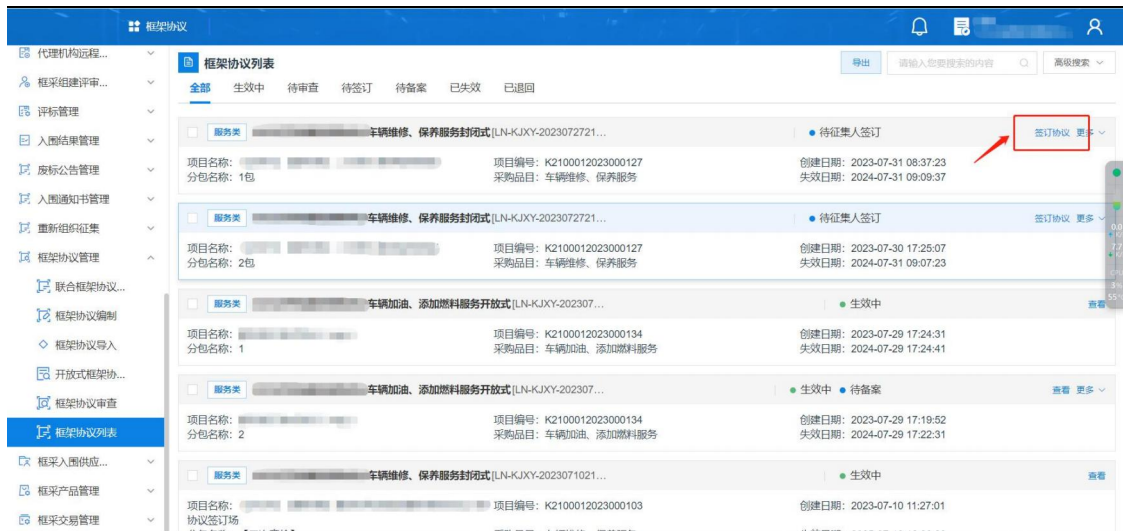 框架协议
代理机构远程...
框采组建评审...
评标管理
入围结果管理
废标公告管理
入围通知书管理
重新组织征集
框架协议管理
联合框架协议...
框架协议编制
框架协议导入
开放式框架协...
框架协议审查
框架协议列表
框采入围供应...
框采产品管理
框采交易管理
框架协议列表
导出
请输入您要搜索的内容
高级搜索
全部 生效中 待审查 待签订 待备案 已失效 已退回
服务类 车辆维修、保养服务封闭式[LN-KJXY-2023072721... 待征集人签订 签订协议 更多
项目名称: 项目编号: K2100012023000127 创建日期: 2023-07-31 08:37:23
分包名称: 1包 采购品目: 车辆维修、保养服务 失效日期: 2024-07-31 09:09:37
服务类 车辆维修、保养服务封闭式[LN-KJXY-2023072721... 待征集人签订 签订协议 更多
项目名称: 项目编号: K2100012023000127 创建日期: 2023-07-30 17:25:07
分包名称: 2包 采购品目: 车辆维修、保养服务 失效日期: 2024-07-31 09:07:23
服务类 车辆加油、添加燃料服务开放式[LN-KJXY-202307... 生效中 查看
项目名称: 项目编号: K2100012023000134 创建日期: 2023-07-29 17:24:31
分包名称: 1 采购品目: 车辆加油、添加燃料服务 失效日期: 2024-07-29 17:24:41
服务类 车辆加油、添加燃料服务开放式[LN-KJXY-202307... 生效中 待备案 查看 更多
项目名称: 项目编号: K2100012023000134 创建日期: 2023-07-29 17:19:52
分包名称: 2 采购品目: 车辆加油、添加燃料服务 失效日期: 2024-07-29 17:22:31
服务类 车辆维修、保养服务封闭式[LN-KJXY-2023071021... 生效中 查看
项目名称: 项目编号: K2100012023000103 创建日期: 2023-07-10 11:27:01
协议签订场